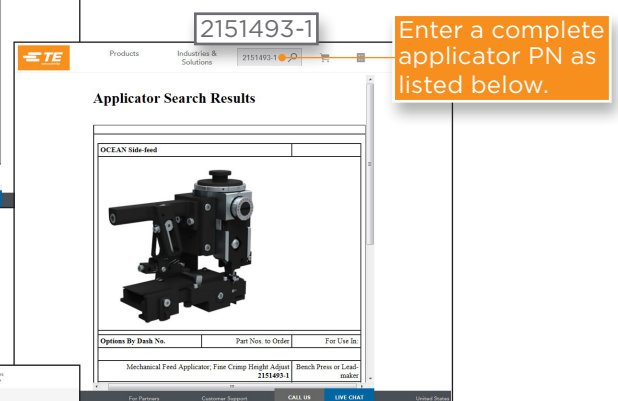 2151493-1
Enter a complete
applicator PN as
listed below.
TE
Products
Industries &
Solutions
2151493-1
Applicator Search Results
OCEAN Side-feed
Options By Dash No.
Part Nos. to Order
For Use In:
Mechanical Feed Applicator; Fine Crimp Height Adjust
2151493-1
Bench Press or Lead-
maker
For Partners
Customer Support
CALL US
LIVE CHAT
United States